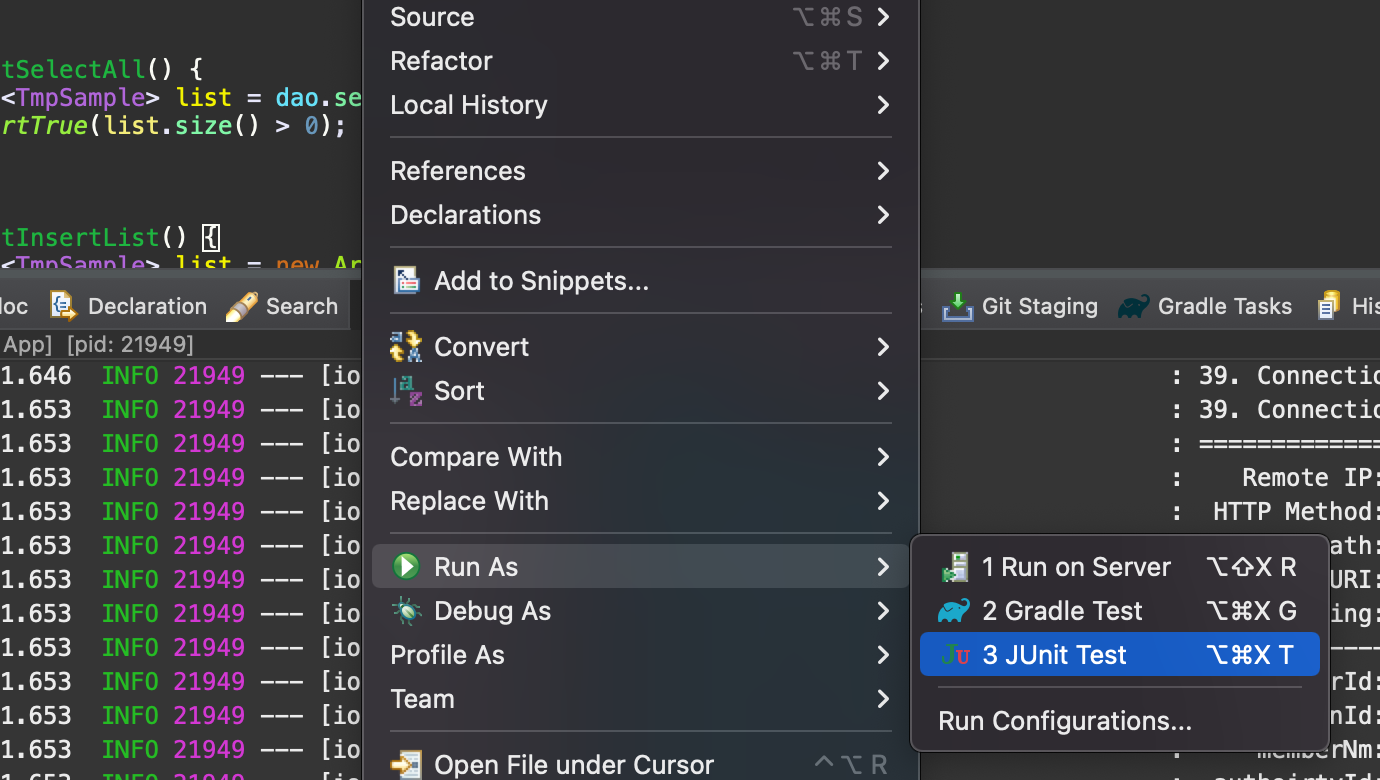 Source ⌥⌘S
Refactor ⌥⌘T
Local History
References
Declarations
Add to Snippets...
Convert
Sort
Compare With
Replace With
Run As
Debug As
Profile As
Team
Open File under Cursor ^⌥R
1 Run on Server ⌥⇧X R
2 Gradle Test ⌥⌘X G
3 JUnit Test ⌥⌘X T
Run Configurations...
tSelectAll() {
<TmpSample> list = dao.se
rtTrue(list.size() > 0);
tInsertList() {
<TmpSample> list = new Ar
loc Declaration Search
Git Staging Gradle Tasks His
App] [pid: 21949]
1.646 INFO 21949 --- [io : 39. Connectio
1.653 INFO 21949 --- [io : 39. Connectio
1.653 INFO 21949 --- [io : =============
1.653 INFO 21949 --- [io : Remote IP:
1.653 INFO 21949 --- [io : HTTP Method:
1.653 INFO 21949 --- [io ath:
1.653 INFO 21949 --- [io URI:
1.653 INFO 21949 --- [io ing:
1.653 INFO 21949 --- [io ----
1.653 INFO 21949 --- [io rId:
1.653 INFO 21949 --- [io nId:
1.653 INFO 21949 --- [io : memberNm:
1.653 INFO 21949 --- [io : authoirtyId: